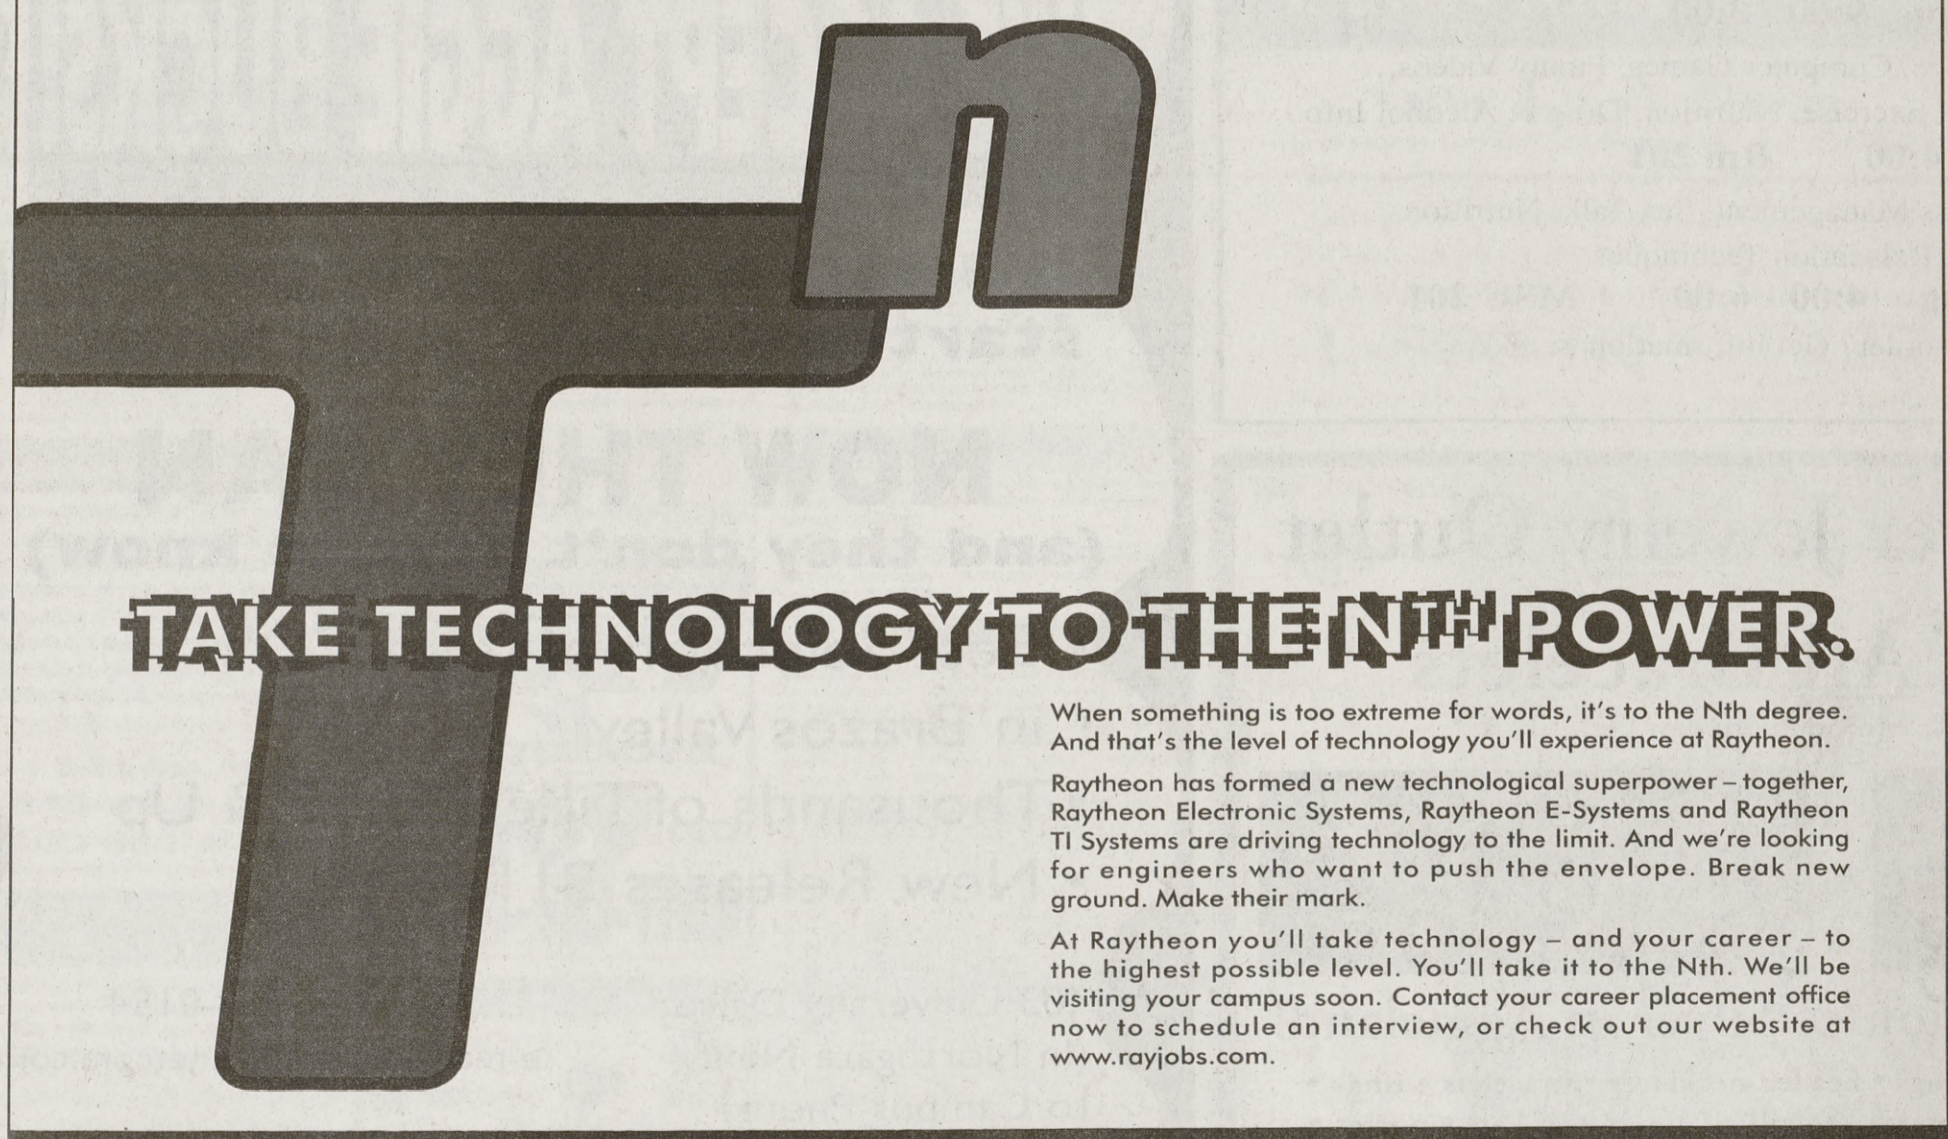 Tn
TAKE TECHNOLOGY TO THE NTH POWER.
When something is too extreme for words, it's to the Nth degree.
And that's the level of technology you'll experience at Raytheon.
Raytheon has formed a new technological superpower – together,
Raytheon Electronic Systems, Raytheon E-Systems and Raytheon
TI Systems are driving technology to the limit. And we're looking
for engineers who want to push the envelope. Break new
ground. Make their mark.
At Raytheon you'll take technology – and your career – to
the highest possible level. You'll take it to the Nth. We'll be
visiting your campus soon. Contact your career placement office
now to schedule an interview, or check out our website at
www.rayjobs.com.